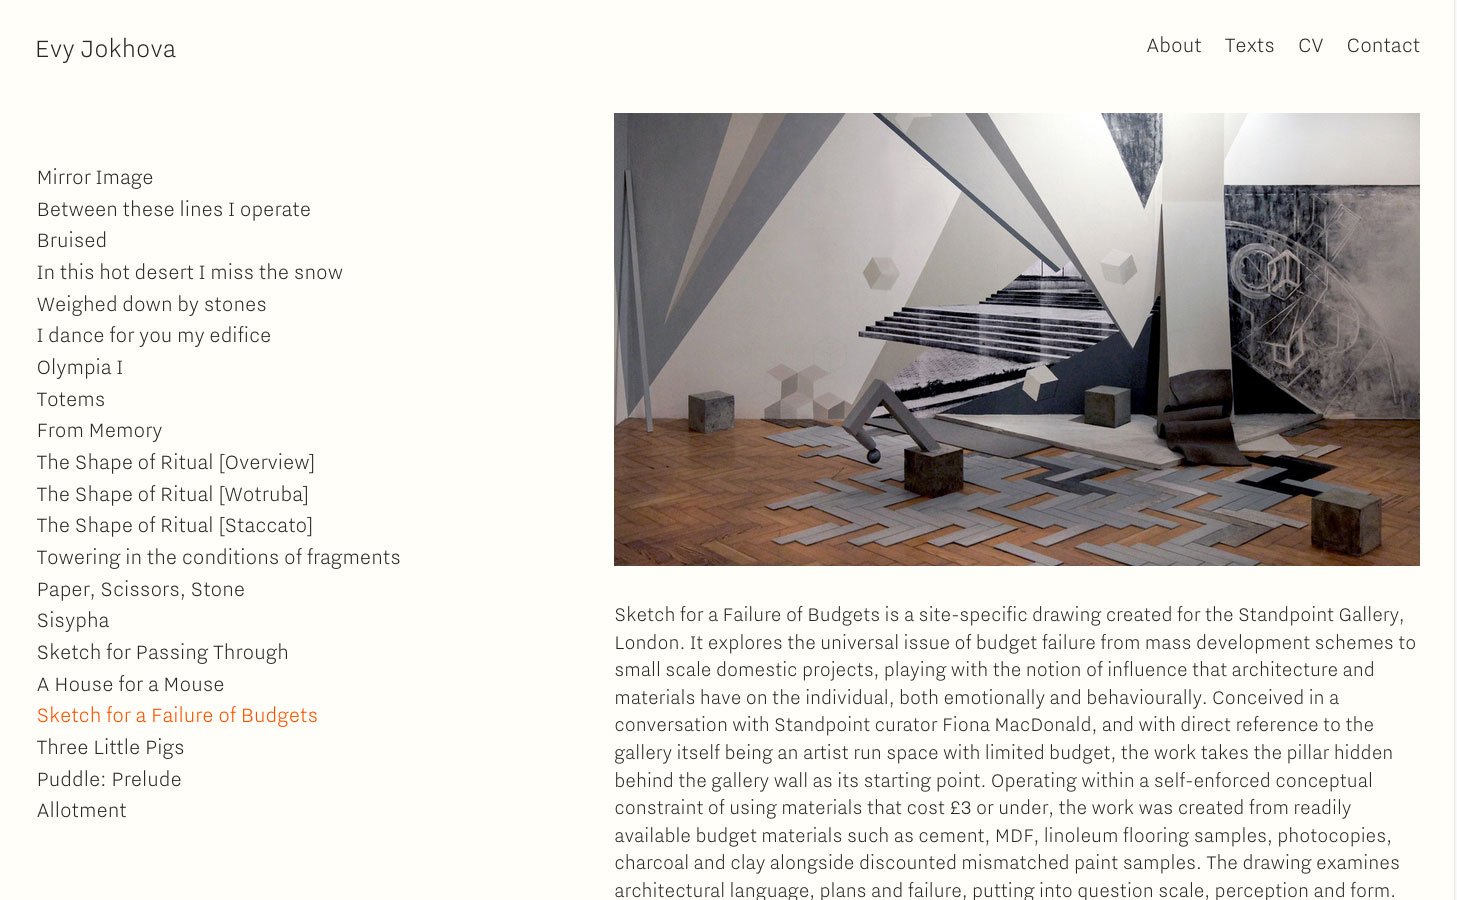 Evy Jokhova
About Texts CV Contact
Mirror Image
Between these lines I operate
Bruised
In this hot desert I miss the snow
Weighed down by stones
I dance for you my edifice
Olympia I
Totems
From Memory
The Shape of Ritual [Overview]
The Shape of Ritual [Wotruba]
The Shape of Ritual [Staccato]
Towering in the conditions of fragments
Paper, Scissors, Stone
Sisypha
Sketch for Passing Through
A House for a Mouse
Sketch for a Failure of Budgets
Three Little Pigs
Puddle: Prelude
Allotment
Sketch for a Failure of Budgets is a site-specific drawing created for the Standpoint Gallery,
London. It explores the universal issue of budget failure from mass development schemes to
small scale domestic projects, playing with the notion of influence that architecture and
materials have on the individual, both emotionally and behaviourally. Conceived in a
conversation with Standpoint curator Fiona MacDonald, and with direct reference to the
gallery itself being an artist run space with limited budget, the work takes the pillar hidden
behind the gallery wall as its starting point. Operating within a self-enforced conceptual
constraint of using materials that cost £3 or under, the work was created from readily
available budget materials such as cement, MDF, linoleum flooring samples, photocopies,
charcoal and clay alongside discounted mismatched paint samples. The drawing examines
architectural language, plans and failure, putting into question scale, perception and form.